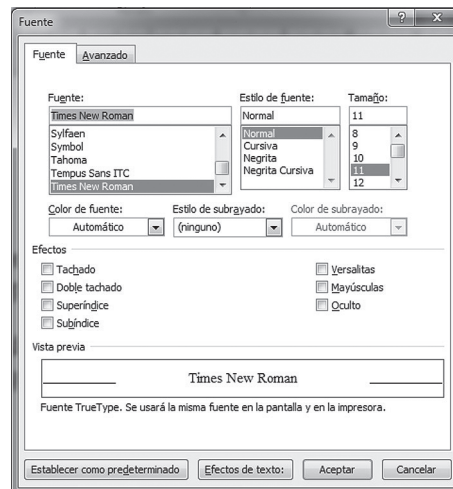 Fuente
? X
Fuente Avanzado
Fuente: Estilo de fuente: Tamaño:
Times New Roman Normal 11
Sylfaen Normal 8
Symbol Cursiva 9
Tahoma Negrita 10
Tempus Sans ITC Negrita Cursiva 11
Times New Roman 12
Color de fuente: Estilo de subrayado: Color de subrayado:
Automático (ninguno) Automático
Efectos
Tachado Versalitas
Doble tachado Mayúsculas
Superíndice Oculto
Subíndice
Vista previa
Times New Roman
Fuente TrueType. Se usará la misma fuente en la pantalla y en la impresora.
Establecer como predeterminado Efectos de texto: Aceptar Cancelar